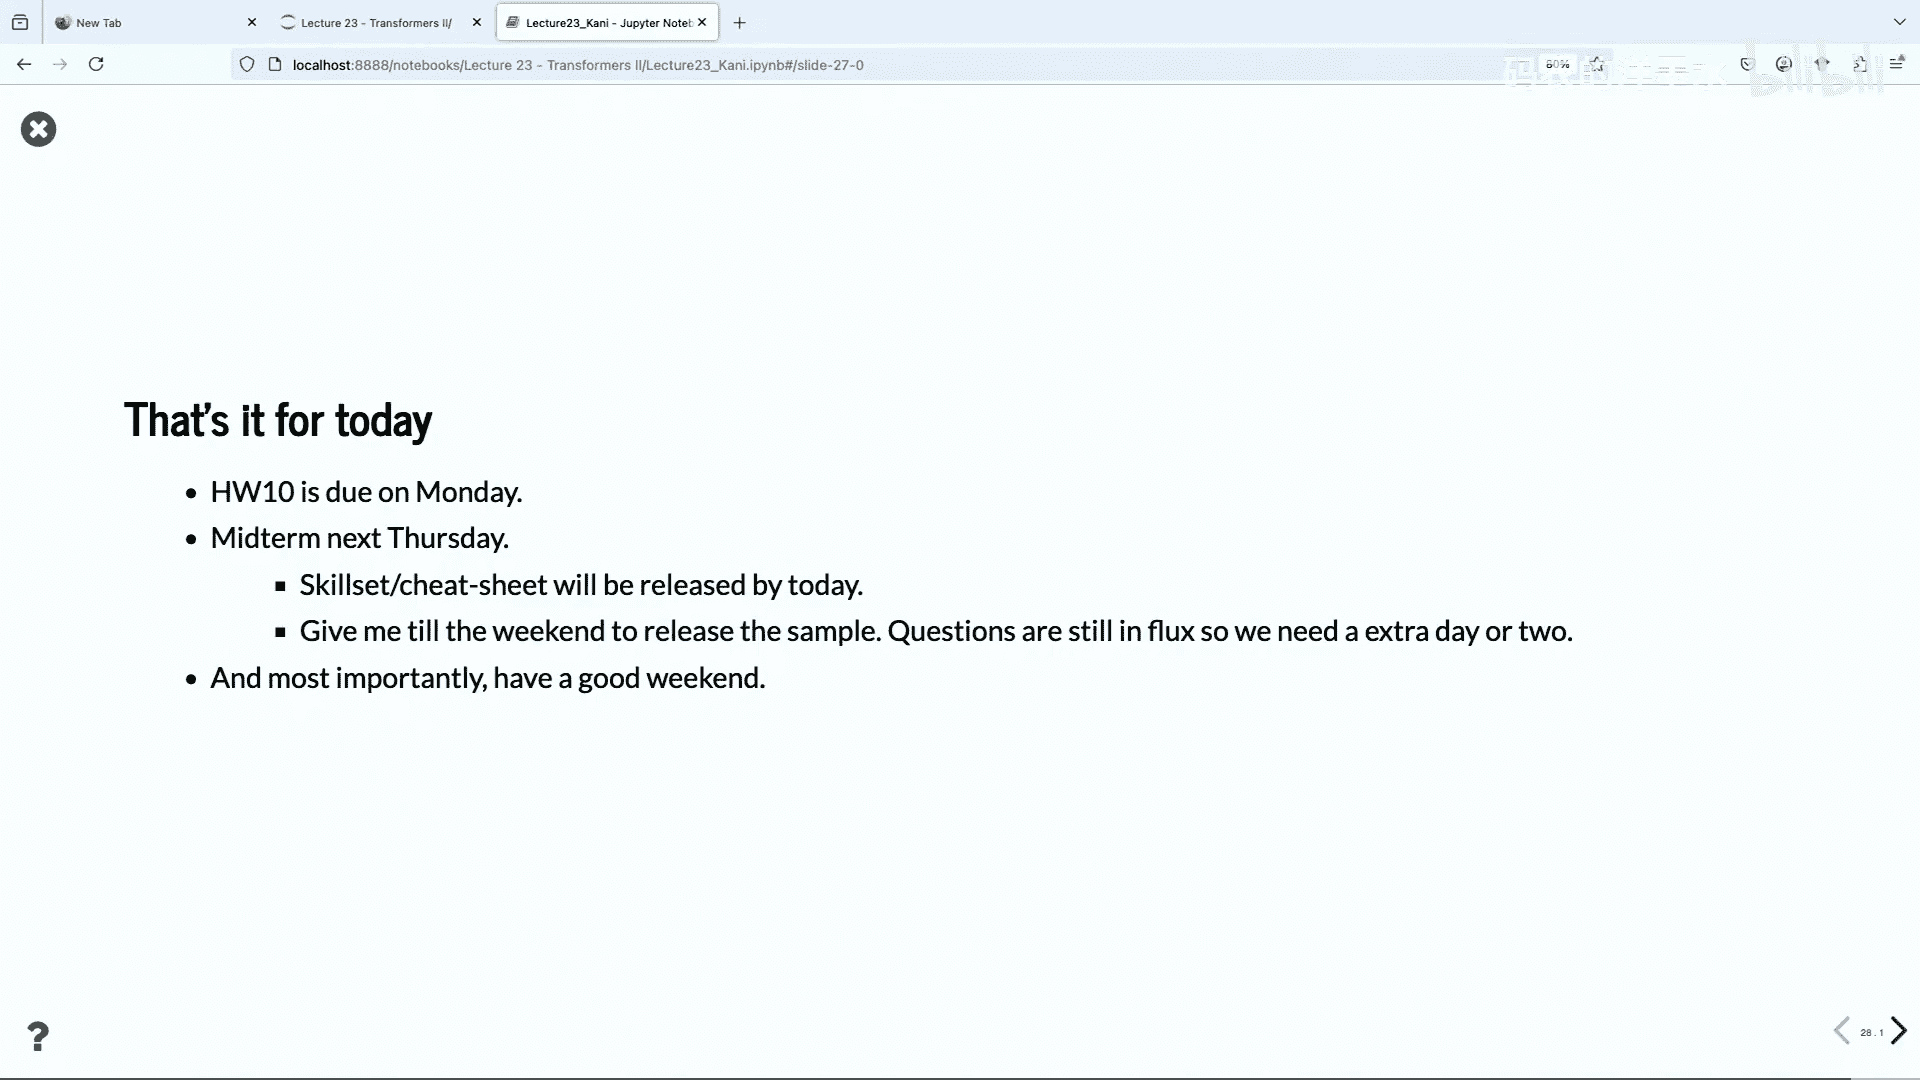 New Tab
Lecture 23 - Transformers II/
Lecture23_Kani - Jupyter Note
localhost:8888/notebooks/Lecture 23 - Transformers II/Lecture23_Kani.ipynb#/slide-27-0
80%
bilibili
That's it for today
HW10 is due on Monday.
Midterm next Thursday.
Skillset/cheat-sheet will be released by today.
Give me till the weekend to release the sample. Questions are still in flux so we need a extra day or two.
And most importantly, have a good weekend.
?
28.1